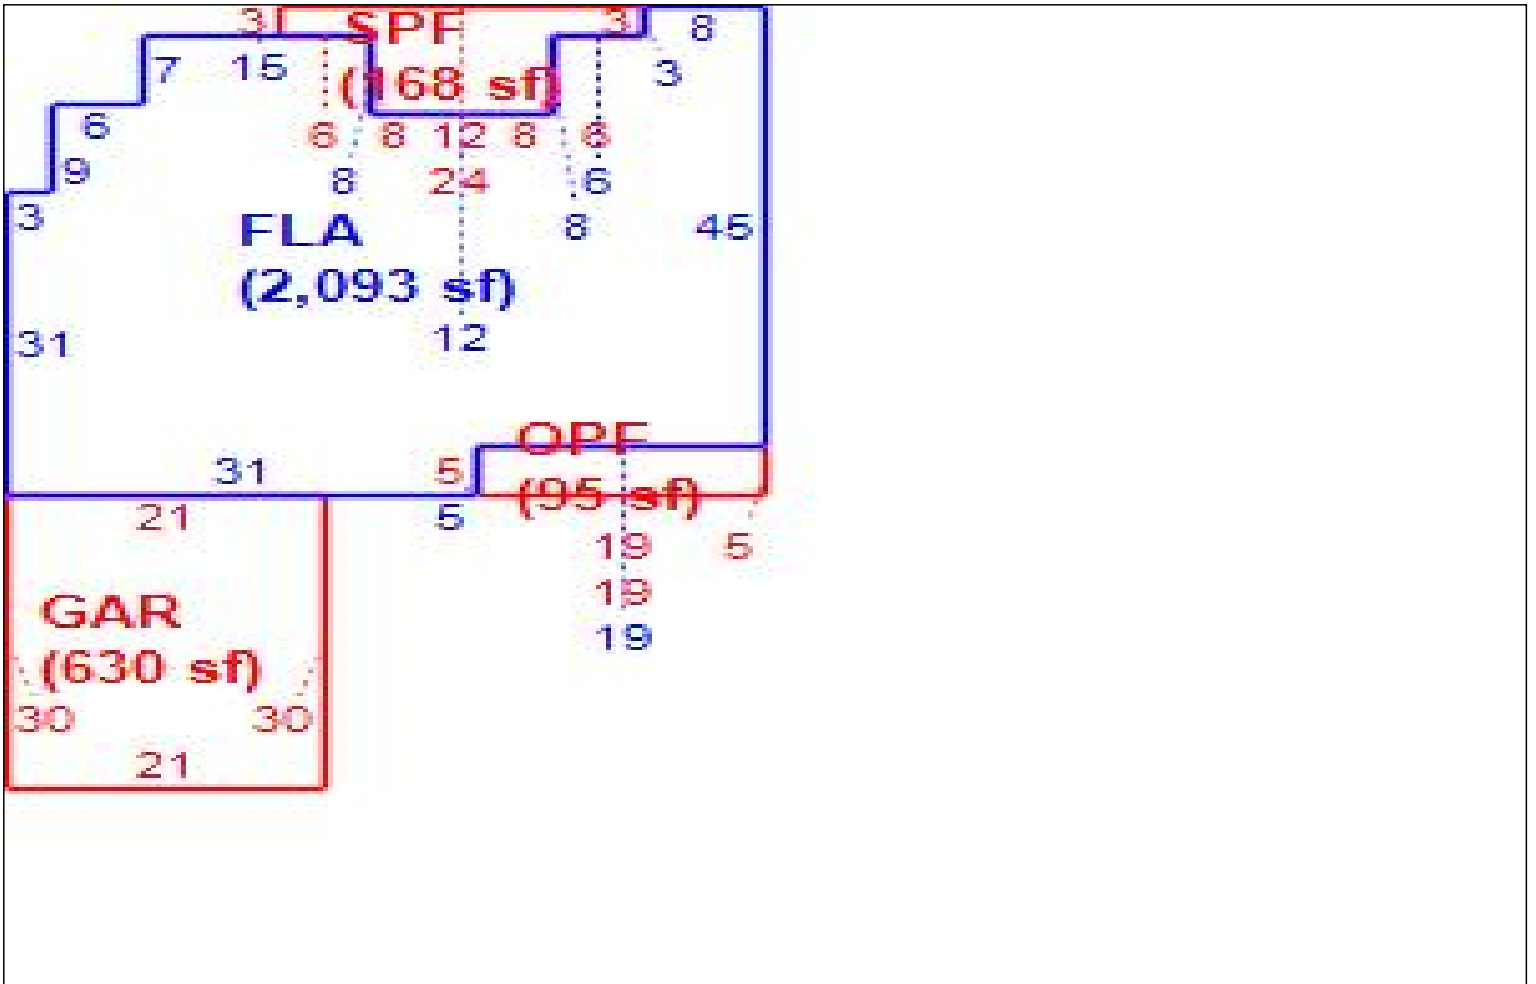 3 SPF 3 8
7 15 (168 sf) 3
6 6 8 12 8 6
9 8 24 6
3 FLA 8 45
(2,093 sf)
31 12
OPF
31 5
(95 sf)
21 5
19 5
GAR 19
(630 sf) 19
30 30
21